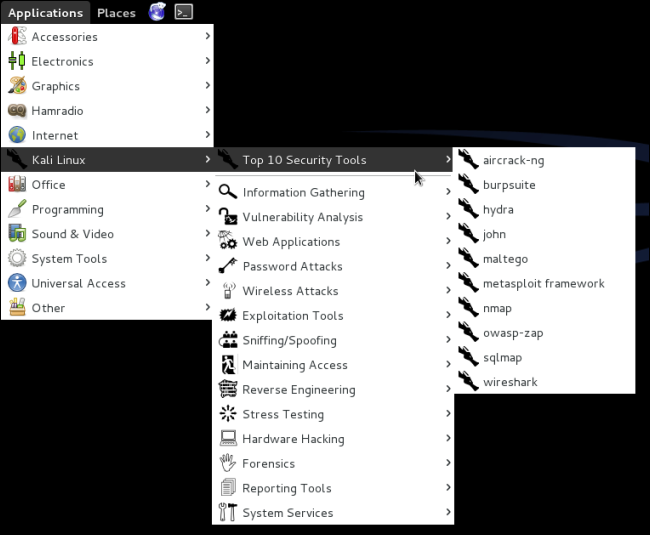 Applications Places
Accessories
Electronics
Graphics
Hamradio
Internet
Kali Linux
Office
Programming
Sound & Video
System Tools
Universal Access
Other
Top 10 Security Tools
Information Gathering
Vulnerability Analysis
Web Applications
Password Attacks
Wireless Attacks
Exploitation Tools
Sniffing/Spoofing
Maintaining Access
Reverse Engineering
Stress Testing
Hardware Hacking
Forensics
Reporting Tools
System Services
aircrack-ng
burpsuite
hydra
john
maltego
metasploit framework
nmap
owasp-zap
sqlmap
wireshark